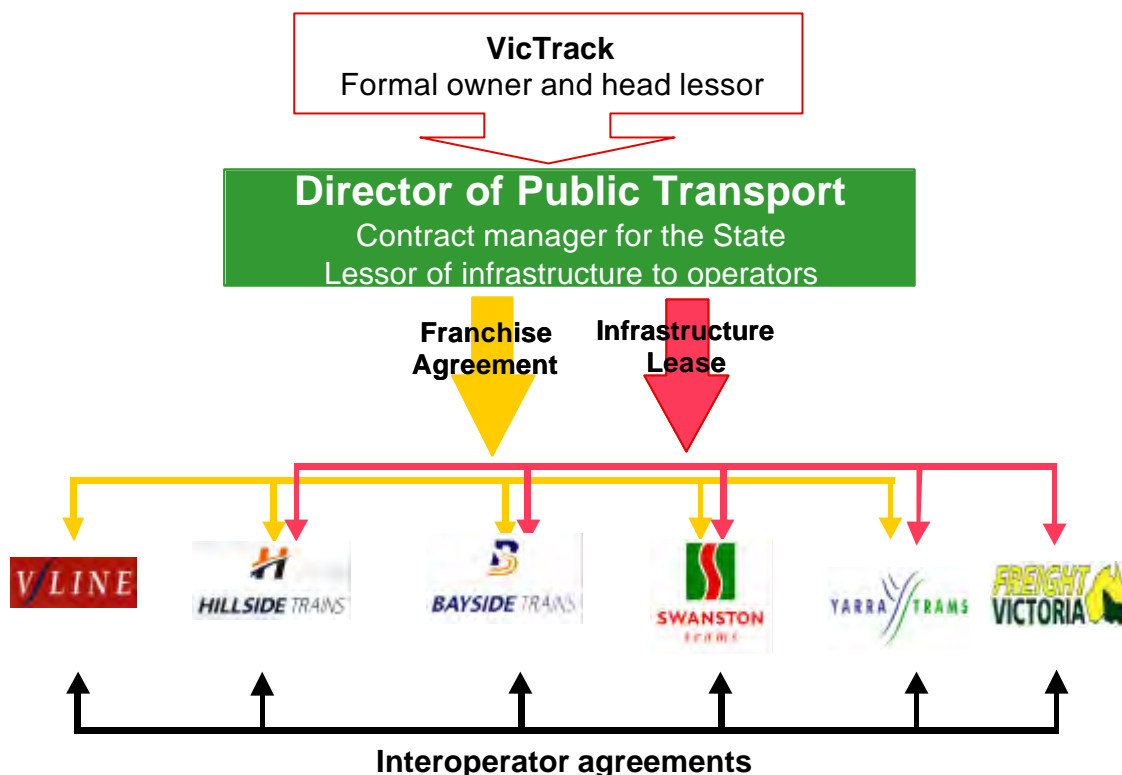 VicTrack
Formal owner and head lessor
Director of Public Transport
Contract manager for the State
Lessor of infrastructure to operators
Franchise
Agreement
Infrastructure
Lease
V/LINE
HILLSIDE TRAINS
BAYSIDE TRAINS
SWANSTON
trams
YARRA TRAMS
FREIGHT
VICTORIA
Interoperator agreements